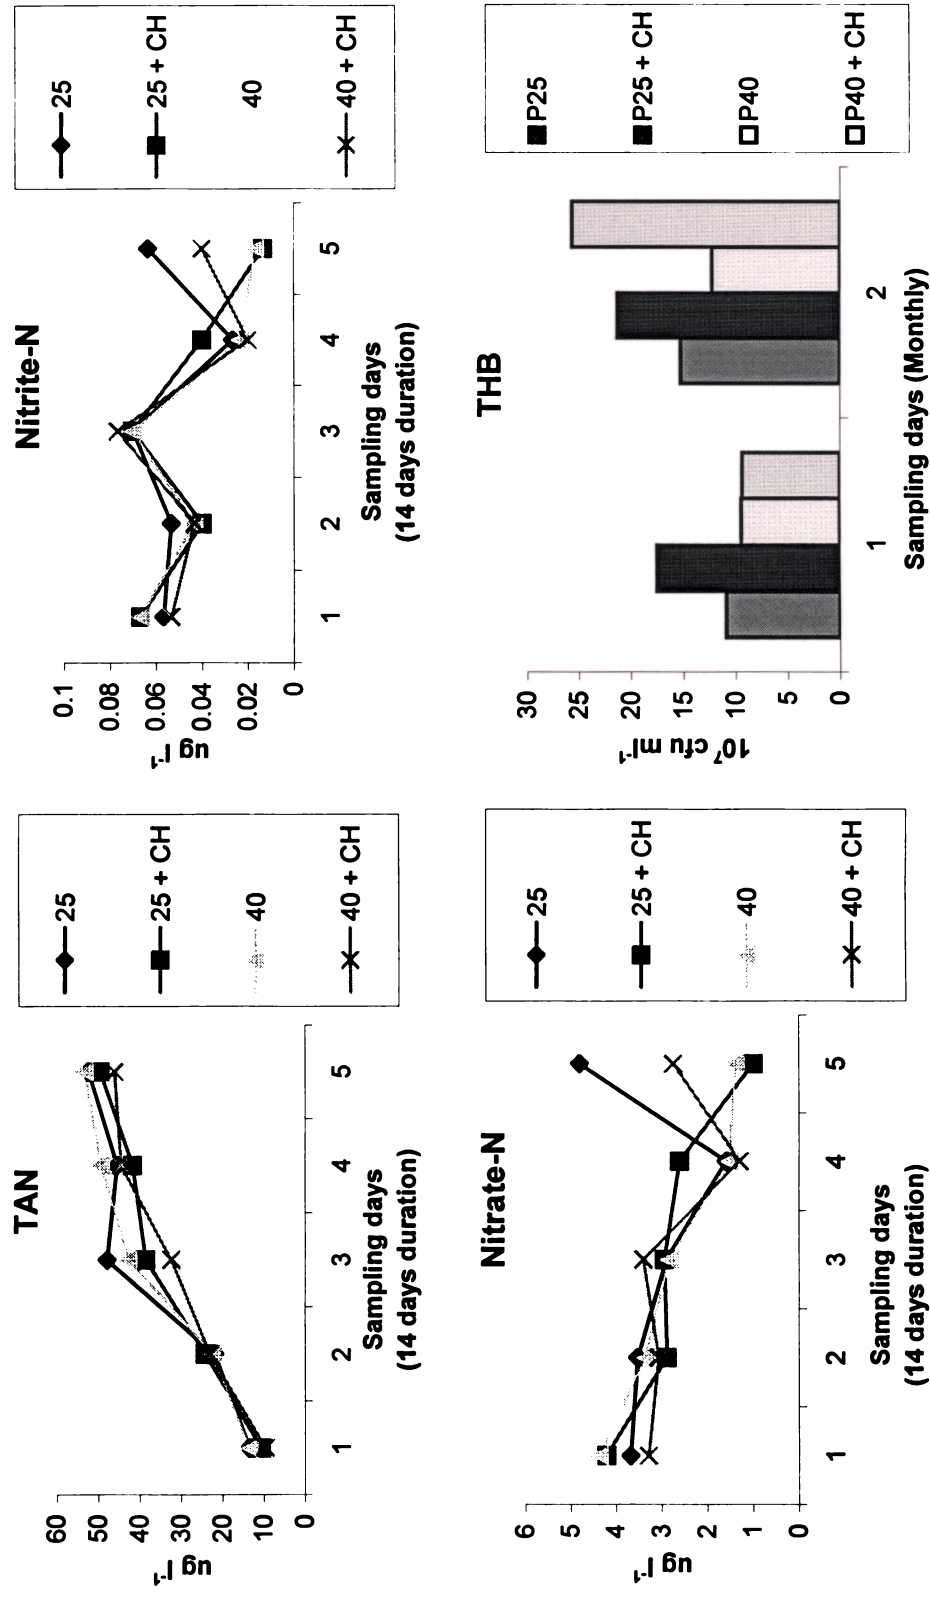 TAN
60
50
40
30
20
10
0
ug l⁻¹
1 2 3 4 5
Sampling days
(14 days duration)
25
25 + CH
40
40 + CH
Nitrite-N
0.1
0.08
0.06
0.04
0.02
0
ug l⁻¹
1 2 3 4 5
Sampling days
(14 days duration)
25
25 + CH
40
40 + CH
Nitrate-N
6
5
4
3
2
1
0
ug l⁻¹
1 2 3 4 5
Sampling days
(14 days duration)
25
25 + CH
40
40 + CH
THB
30
25
20
15
10
5
0
10⁷ cfu ml⁻¹
1 2
Sampling days (Monthly)
P25
P25 + CH
P40
P40 + CH